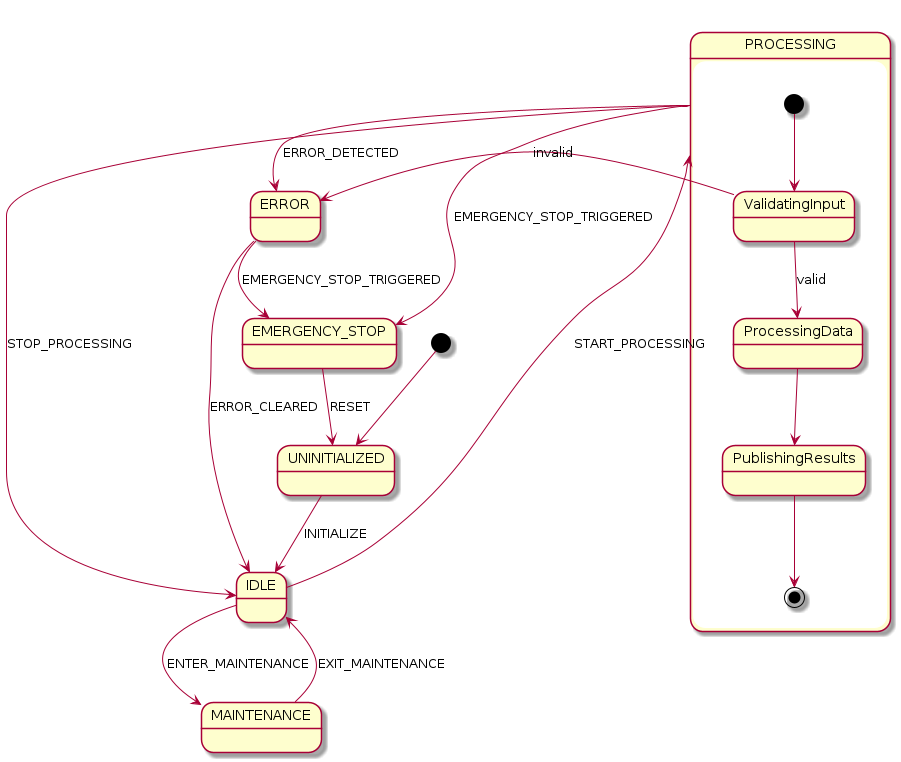 PROCESSING
ERROR_DETECTED
invalid
ERROR
ValidatingInput
EMERGENCY_STOP_TRIGGERED
EMERGENCY_STOP_TRIGGERED
valid
EMERGENCY_STOP
ProcessingData
STOP_PROCESSING
START_PROCESSING
ERROR_CLEARED
RESET
UNINITIALIZED
PublishingResults
INITIALIZE
IDLE
ENTER_MAINTENANCE
EXIT_MAINTENANCE
MAINTENANCE